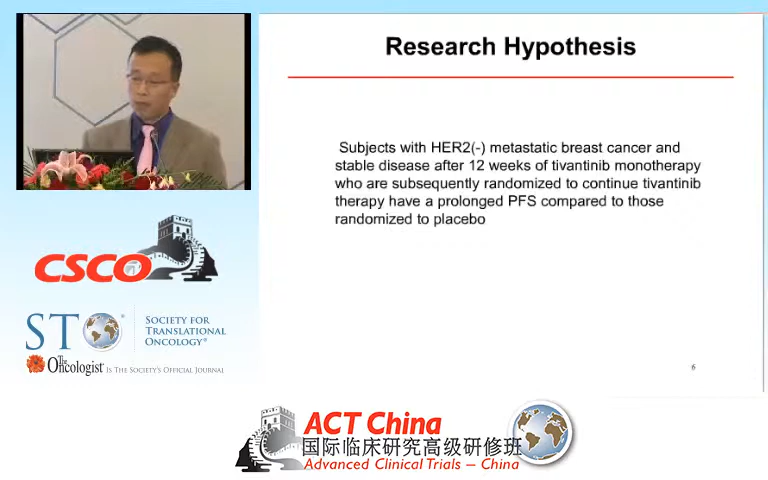 Research Hypothesis
Subjects with HER2(-) metastatic breast cancer and
stable disease after 12 weeks of tivantinib monotherapy
who are subsequently randomized to continue tivantinib
therapy have a prolonged PFS compared to those
randomized to placebo
6
CSCO
STO
SOCIETY FOR
TRANSLATIONAL
ONCOLOGY®
The Oncologist® IS THE SOCIETY'S OFFICIAL JOURNAL
ACT China
国际临床研究高级研修班
Advanced Clinical Trials – China